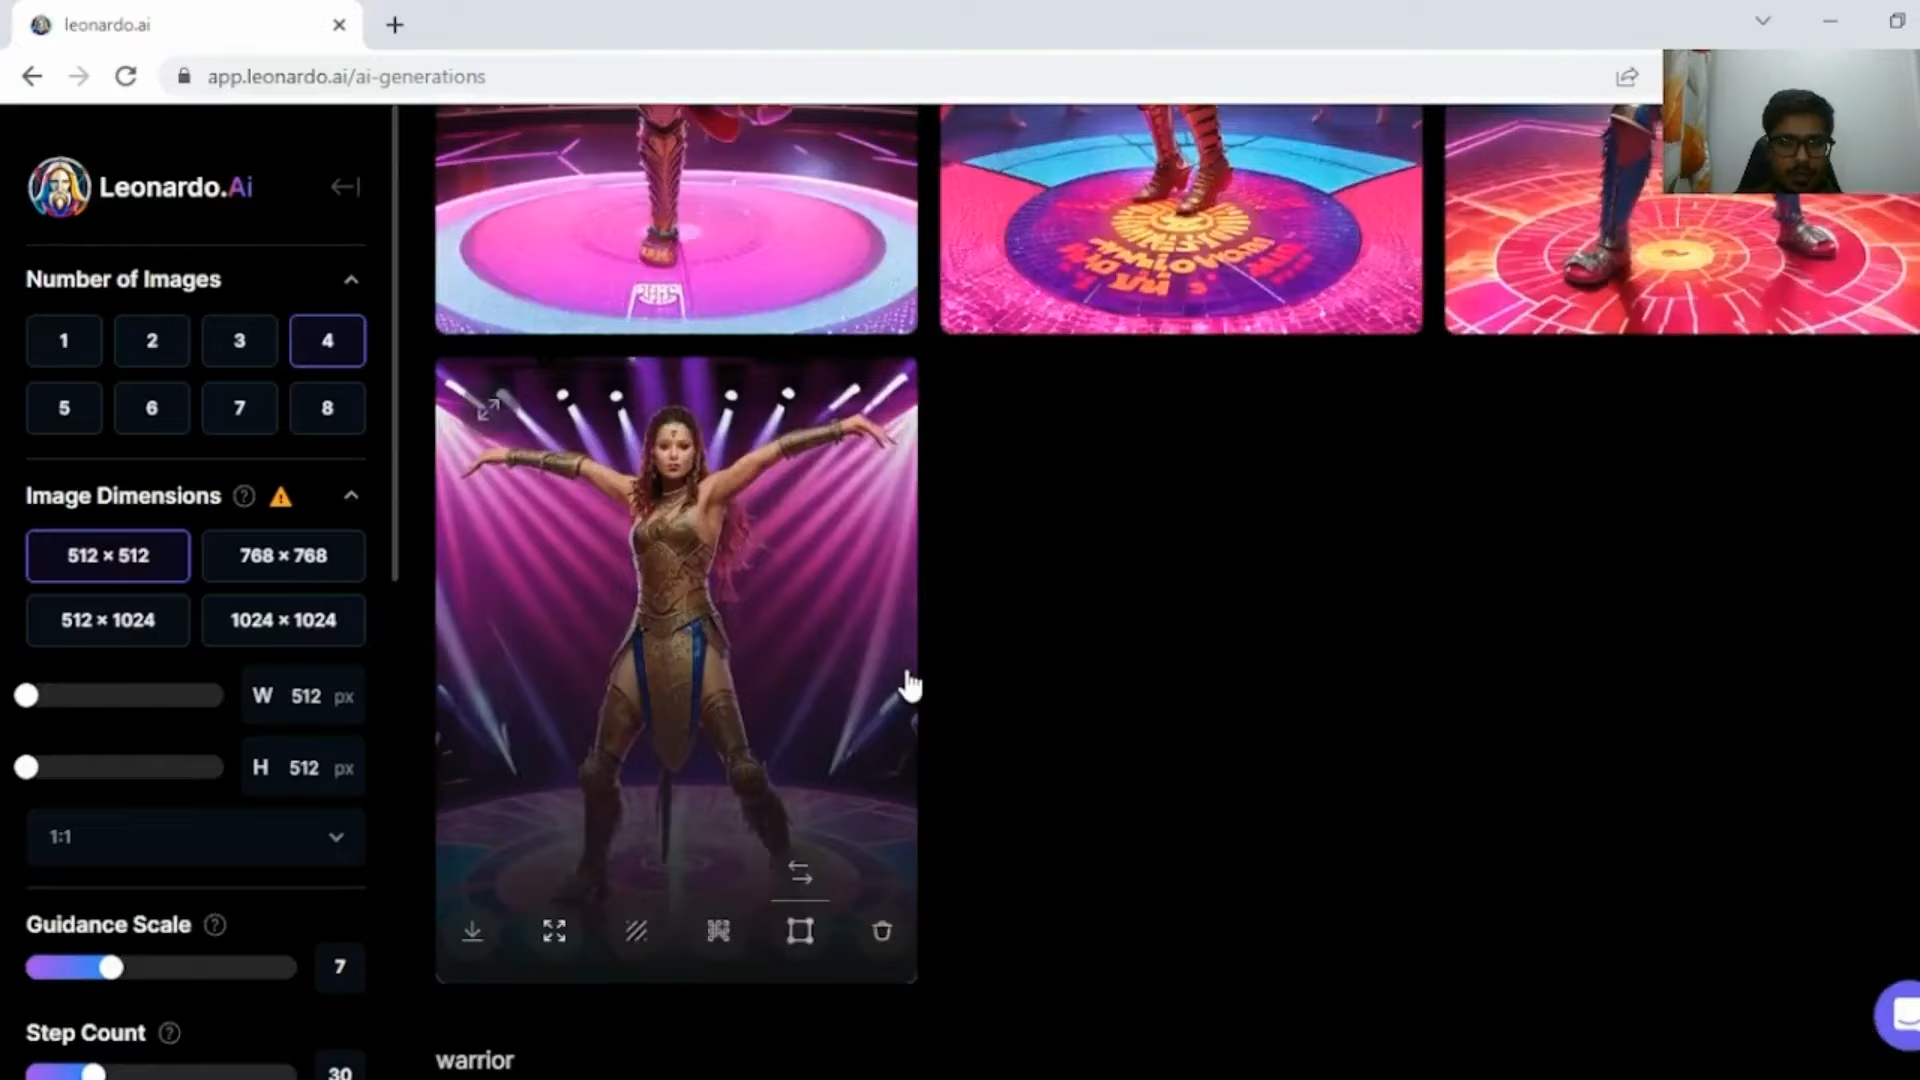 leonardo.ai
app.leonardo.ai/ai-generations
Leonardo.Ai
Number of Images
1 2 3 4
5 6 7 8
Image Dimensions
512 × 512 768 × 768
512 × 1024 1024 × 1024
W 512 px
H 512 px
1:1
Guidance Scale
7
Step Count
30
warrior